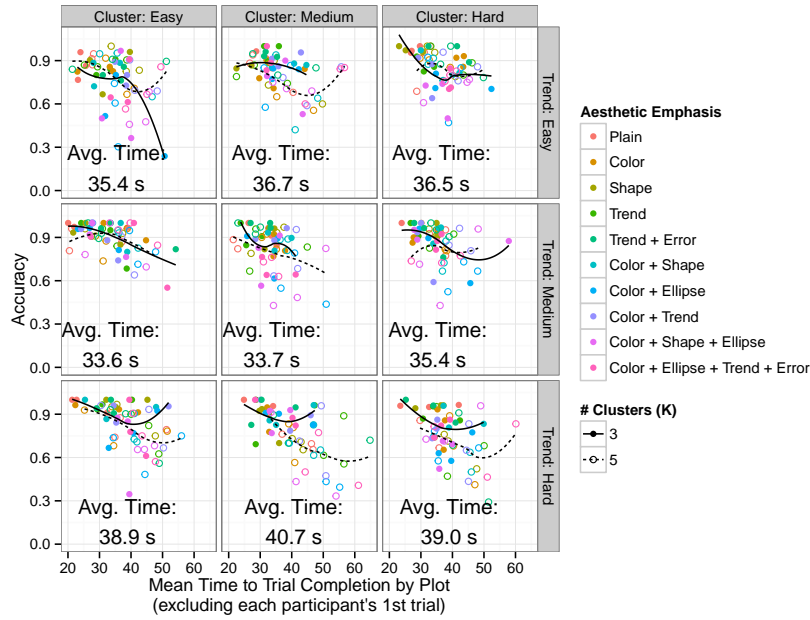 Cluster: Easy
Cluster: Medium
Cluster: Hard
0.9
0.6
0.3
0.0
Avg. Time:
35.4 s
Avg. Time:
36.7 s
Avg. Time:
36.5 s
Trend: Easy
0.9
0.6
0.3
0.0
Avg. Time:
33.6 s
Avg. Time:
33.7 s
Avg. Time:
35.4 s
Trend: Medium
Accuracy
0.9
0.6
0.3
0.0
Avg. Time:
38.9 s
Avg. Time:
40.7 s
Avg. Time:
39.0 s
Trend: Hard
20 30 40 50 60
20 30 40 50 60
20 30 40 50 60
Mean Time to Trial Completion by Plot
(excluding each participant's 1st trial)
Aesthetic Emphasis
Plain
Color
Shape
Trend
Trend + Error
Color + Shape
Color + Ellipse
Color + Trend
Color + Shape + Ellipse
Color + Ellipse + Trend + Error
# Clusters (K)
3
5